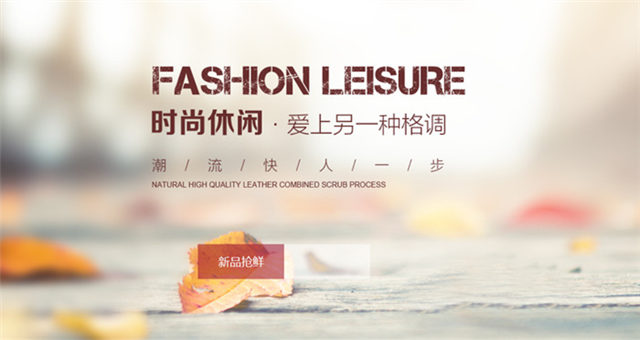 FASHION LEISURE
时尚休闲·爱上另一种格调
潮 / 流 / 快 / 人 / 一 / 步
NATURAL HIGH QUALITY LEATHER COMBINED SCRUB PROCESS
新品抢鲜